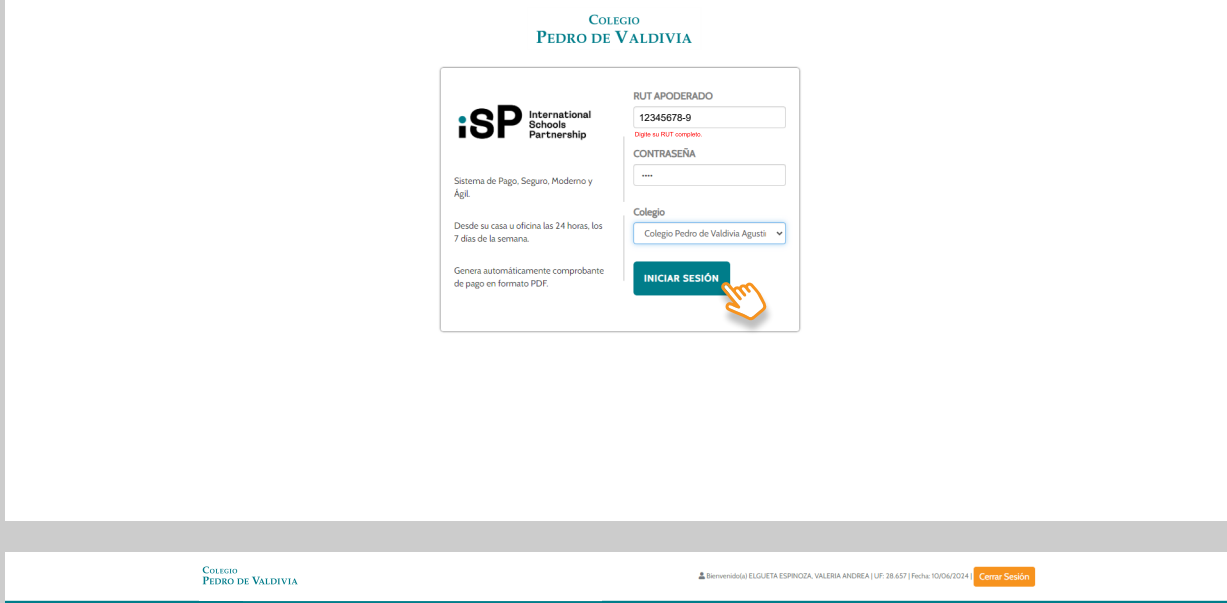 COLEGIO
PEDRO DE VALDIVIA
iSP International
Schools
Partnership
Sistema de Pago, Seguro, Moderno y
Ágil.
Desde su casa u oficina las 24 horas, los
7 días de la semana.
Genera automáticamente comprobante
de pago en formato PDF.
RUT APODERADO
12345678-9
Digite su RUT completo.
CONTRASEÑA
....
Colegio
Colegio Pedro de Valdivia Agusti
INICIAR SESIÓN
COLEGIO
PEDRO DE VALDIVIA
Bienvenido(a) ELGUETA ESPINOZA, VALERIA ANDREA | UF: 28.657 | Fecha: 10/06/2024 | Cerrar Sesión